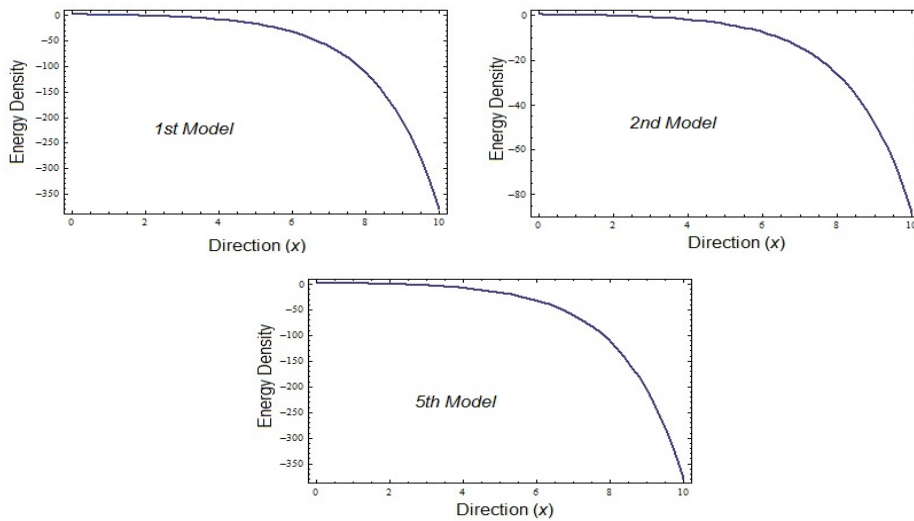 0
−50
−100
−150
−200
−250
−300
−350
Energy Density
1st Model
0 2 4 6 8 10
Direction (x)
0
−20
−40
−60
−80
Energy Density
2nd Model
0 2 4 6 8 10
Direction (x)
0
−50
−100
−150
−200
−250
−300
−350
Energy Density
5th Model
0 2 4 6 8 10
Direction (x)